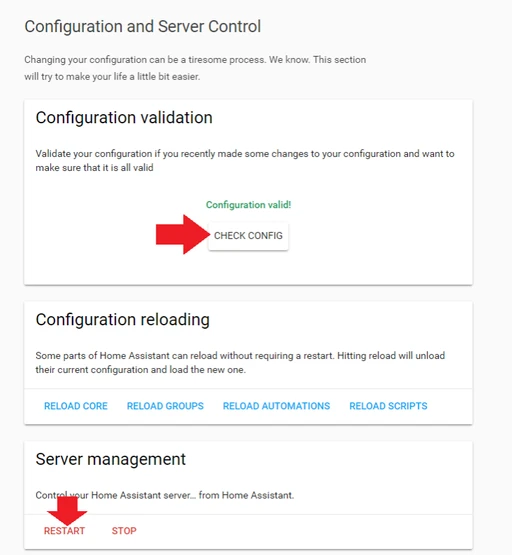 Configuration and Server Control
Changing your configuration can be a tiresome process. We know. This section
will try to make your life a little bit easier.
Configuration validation
Validate your configuration if you recently made some changes to your configuration and want to
make sure that it is all valid
Configuration valid!
CHECK CONFIG
Configuration reloading
Some parts of Home Assistant can reload without requiring a restart. Hitting reload will unload
their current configuration and load the new one.
RELOAD CORE RELOAD GROUPS RELOAD AUTOMATIONS RELOAD SCRIPTS
Server management
Control your Home Assistant server... from Home Assistant.
RESTART STOP